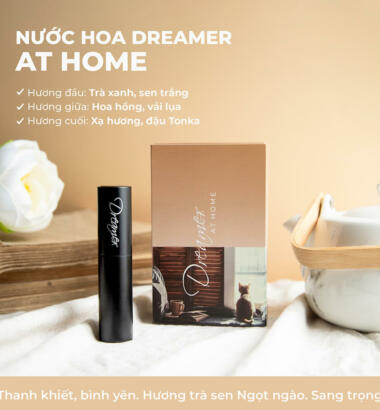 NƯỚC HOA DREAMER
AT HOME
Hương đầu: Trà xanh, sen trắng
Hương giữa: Hoa hồng, vải lụa
Hương cuối: Xạ hương, đậu Tonka
Dreamer
Dreamer
AT HOME
Thanh khiết, bình yên. Hương trà sen Ngọt ngào. Sang trọng